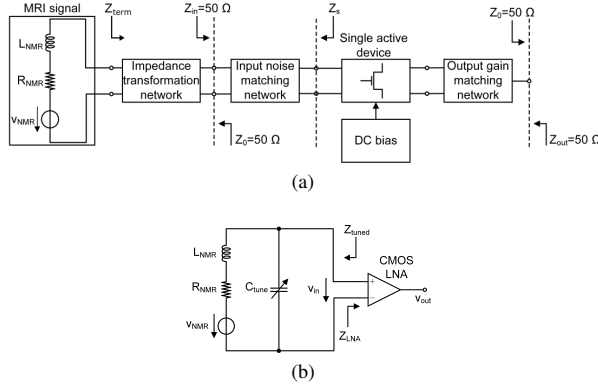 MRI signal
Z_term
Z_in=50 Ω
Z_s
Z_0=50 Ω
Single active
device
L_NMR
R_NMR
v_NMR
Impedance
transformation
network
Input noise
matching
network
Output gain
matching
network
DC bias
Z_0=50 Ω
Z_out=50 Ω
(a)
L_NMR
R_NMR
v_NMR
C_tune
v_in
Z_tuned
Z_LNA
CMOS
LNA
+
−
v_out
(b)